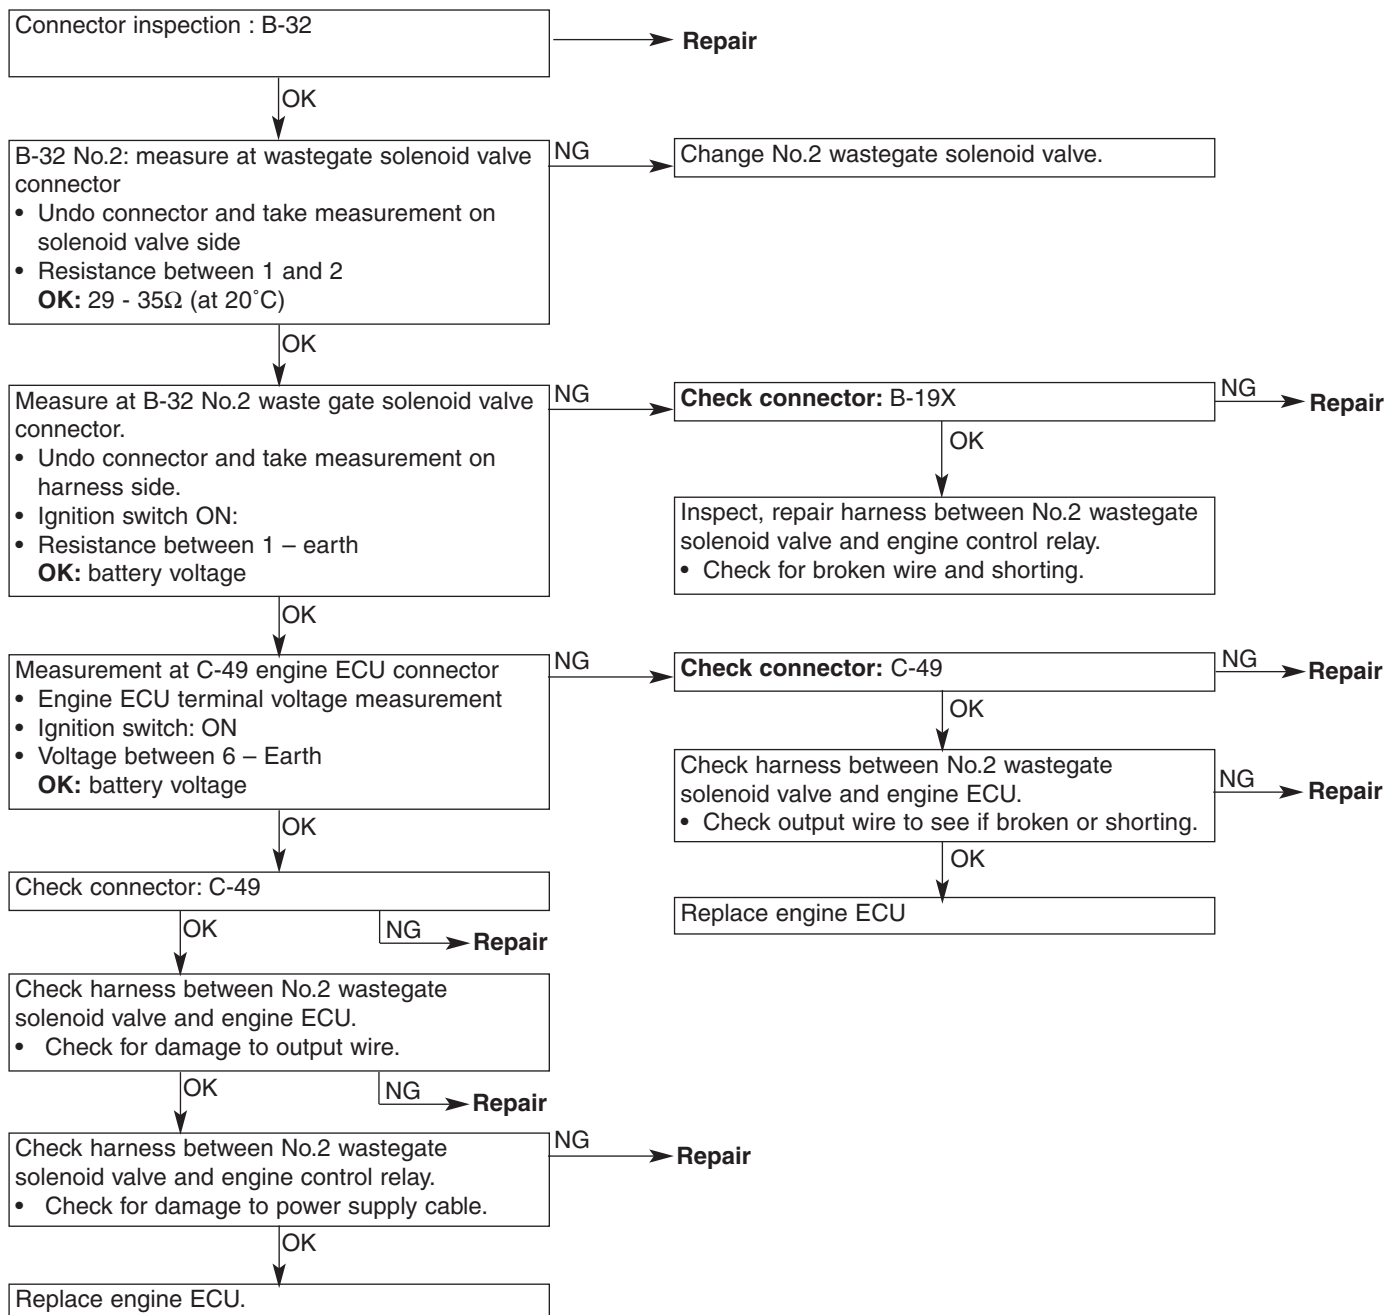 Connector inspection : B-32
Repair
OK
B-32 No.2: measure at wastegate solenoid valve
connector
• Undo connector and take measurement on
solenoid valve side
• Resistance between 1 and 2
OK: 29 - 35Ω (at 20˚C)
NG
Change No.2 wastegate solenoid valve.
OK
Measure at B-32 No.2 waste gate solenoid valve
connector.
• Undo connector and take measurement on
harness side.
• Ignition switch ON:
• Resistance between 1 – earth
OK: battery voltage
NG
Check connector: B-19X
NG
Repair
OK
Inspect, repair harness between No.2 wastegate
solenoid valve and engine control relay.
• Check for broken wire and shorting.
OK
Measurement at C-49 engine ECU connector
• Engine ECU terminal voltage measurement
• Ignition switch: ON
• Voltage between 6 – Earth
OK: battery voltage
NG
Check connector: C-49
NG
Repair
OK
Check harness between No.2 wastegate
solenoid valve and engine ECU.
• Check output wire to see if broken or shorting.
NG
Repair
OK
Replace engine ECU
OK
Check connector: C-49
OK
NG
Repair
Check harness between No.2 wastegate
solenoid valve and engine ECU.
• Check for damage to output wire.
OK
NG
Repair
Check harness between No.2 wastegate
solenoid valve and engine control relay.
• Check for damage to power supply cable.
NG
Repair
OK
Replace engine ECU.